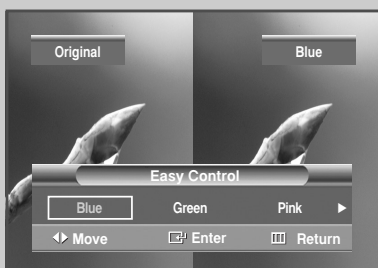 Original Blue
Easy Control
Blue Green Pink
Move Enter Return